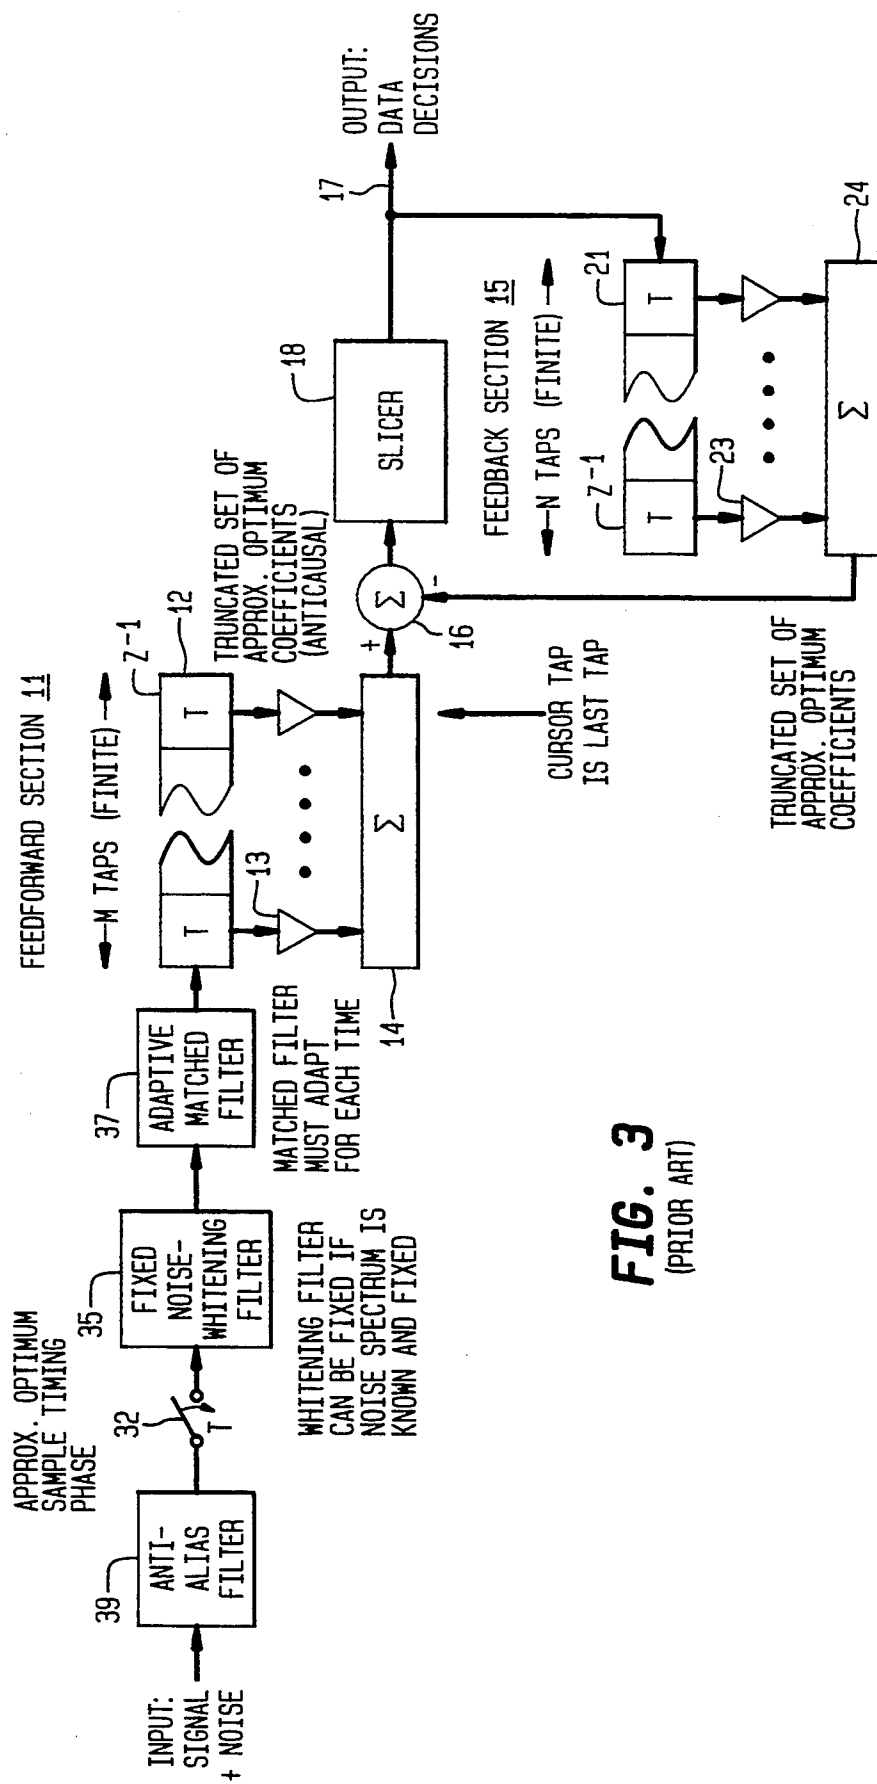 INPUT:
SIGNAL
+ NOISE
39
ANTI-
ALIAS
FILTER
APPROX. OPTIMUM
SAMPLE TIMING
PHASE
32
T
35
FIXED
NOISE-
WHITENING
FILTER
WHITENING FILTER
CAN BE FIXED IF
NOISE SPECTRUM IS
KNOWN AND FIXED
37
ADAPTIVE
MATCHED
FILTER
MATCHED FILTER
MUST ADAPT
FOR EACH TIME
FEEDFORWARD SECTION 11
M TAPS (FINITE)
Z⁻¹
12
T
T
13
TRUNCATED SET OF
APPROX. OPTIMUM
COEFFICIENTS
(ANTICAUSAL)
Σ
14
CURSOR TAP
IS LAST TAP
+
Σ
-
16
18
SLICER
17
OUTPUT:
DATA
DECISIONS
FEEDBACK SECTION 15
N TAPS (FINITE)
Z⁻¹
21
T
T
23
Σ
24
TRUNCATED SET OF
APPROX. OPTIMUM
COEFFICIENTS
FIG. 3
(PRIOR ART)